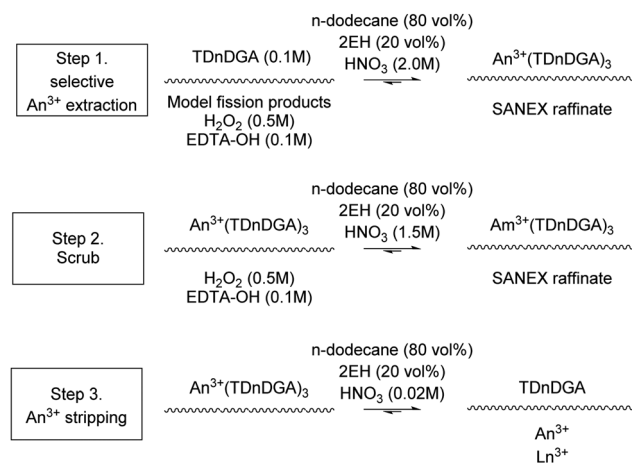 Step 1.
selective
An³⁺ extraction
TDnDGA (0.1M)
Model fission products
H₂O₂ (0.5M)
EDTA-OH (0.1M)
n-dodecane (80 vol%)
2EH (20 vol%)
HNO₃ (2.0M)
An³⁺(TDnDGA)₃
SANEX raffinate
Step 2.
Scrub
An³⁺(TDnDGA)₃
H₂O₂ (0.5M)
EDTA-OH (0.1M)
n-dodecane (80 vol%)
2EH (20 vol%)
HNO₃ (1.5M)
Am³⁺(TDnDGA)₃
SANEX raffinate
Step 3.
An³⁺ stripping
An³⁺(TDnDGA)₃
n-dodecane (80 vol%)
2EH (20 vol%)
HNO₃ (0.02M)
TDnDGA
An³⁺
Ln³⁺